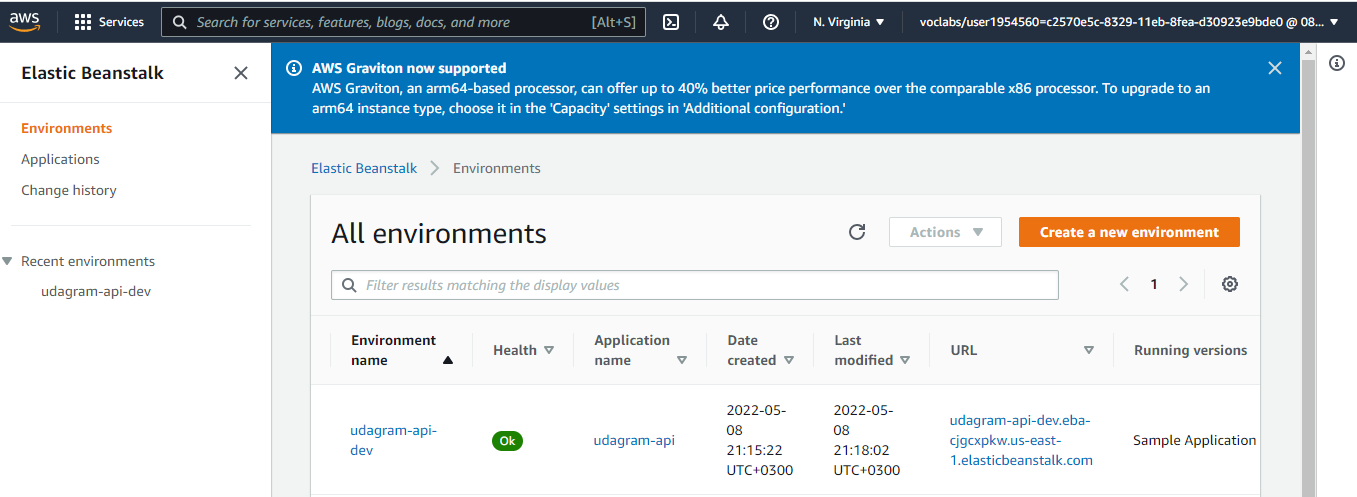 aws Services Search for services, features, blogs, docs, and more [Alt+S] N. Virginia voclabs/user1954560=c2570e5c-8329-11eb-8fea-d30923e9bde0 @ 08...
Elastic Beanstalk
Environments
Applications
Change history
Recent environments
udagram-api-dev
AWS Graviton now supported
AWS Graviton, an arm64-based processor, can offer up to 40% better price performance over the comparable x86 processor. To upgrade to an
arm64 instance type, choose it in the 'Capacity' settings in 'Additional configuration.'
Elastic Beanstalk Environments
All environments Actions Create a new environment
Filter results matching the display values 1
Environment
name
Health
Application
name
Date
created
Last
modified
URL
Running versions
udagram-api-
dev
Ok
udagram-api
2022-05-
08
21:15:22
UTC+0300
2022-05-
08
21:18:02
UTC+0300
udagram-api-dev.eba-
cjgcxpkw.us-east-
1.elasticbeanstalk.com
Sample Application